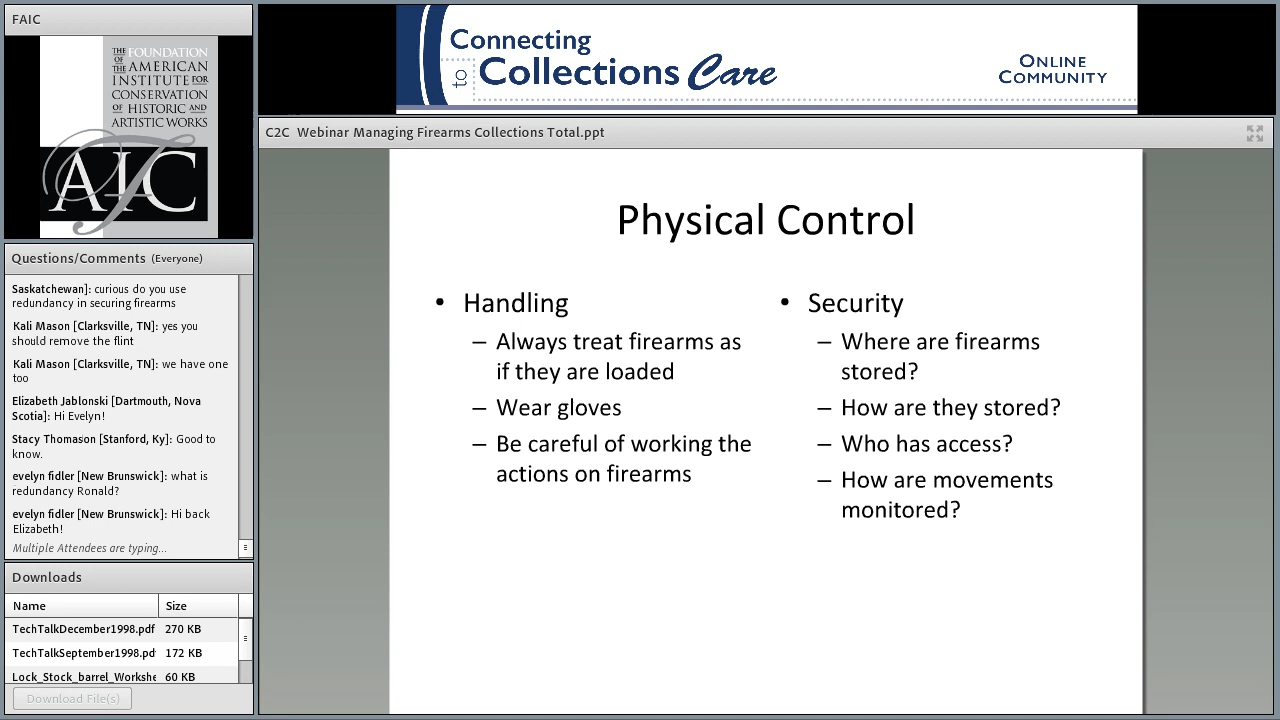 FAIC
THE FOUNDATION
OF THE AMERICAN
INSTITUTE FOR
CONSERVATION
OF HISTORIC AND
ARTISTIC WORKS
AIC
Connecting
to Collections Care
ONLINE
COMMUNITY
C2C Webinar Managing Firearms Collections Total.ppt
Questions/Comments (Everyone)
Saskatchewan]: curious do you use
redundancy in securing firearms
Kali Mason [Clarksville, TN]: yes you
should remove the flint
Kali Mason [Clarksville, TN]: we have one
too
Elizabeth Jablonski [Dartmouth, Nova
Scotia]: Hi Evelyn!
Stacy Thomason [Stanford, Ky]: Good to
know.
evelyn fidler [New Brunswick]: what is
redundancy Ronald?
evelyn fidler [New Brunswick]: Hi back
Elizabeth!
Multiple Attendees are typing...
Downloads
Name Size
TechTalkDecember1998.pdf 270 KB
TechTalkSeptember1998.pdf 172 KB
Lock_Stock_barrel_Workshe 60 KB
Download File(s)
Physical Control
• Handling
– Always treat firearms as
if they are loaded
– Wear gloves
– Be careful of working the
actions on firearms
• Security
– Where are firearms
stored?
– How are they stored?
– Who has access?
– How are movements
monitored?